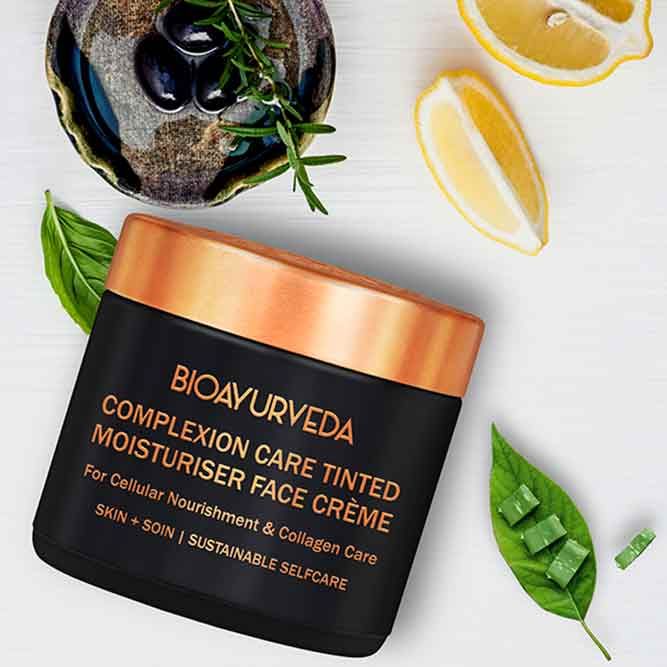 BIOAYURVEDA
COMPLEXION CARE TINTED
MOISTURISER FACE CRÈME
For Cellular Nourishment & Collagen Care
SKIN + SOIN | SUSTAINABLE SELFCARE